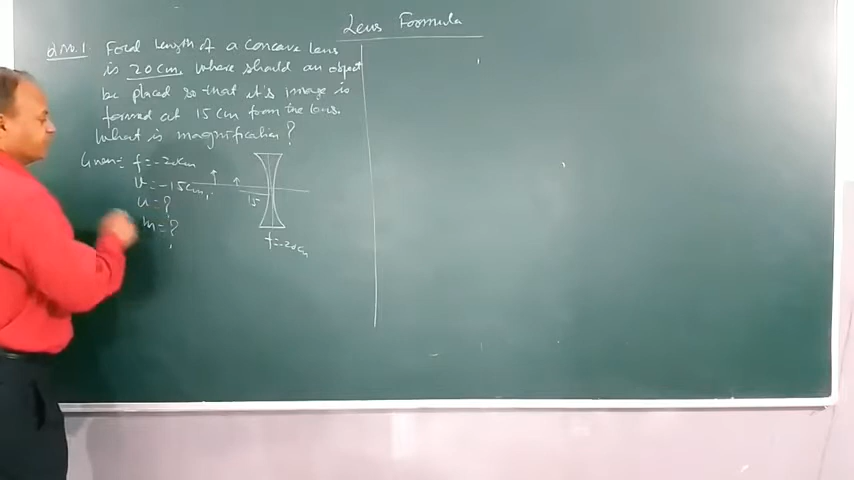 Lens Formula
Q.N.1. Focal length of a concave lens
is 20 cm. Where should an object
be placed so that it's image is
formed at 15 cm from the lens.
What is magnification?
Given:- f = -20cm
v = -15cm,
u = ?
m = ?
15
f = -20cm